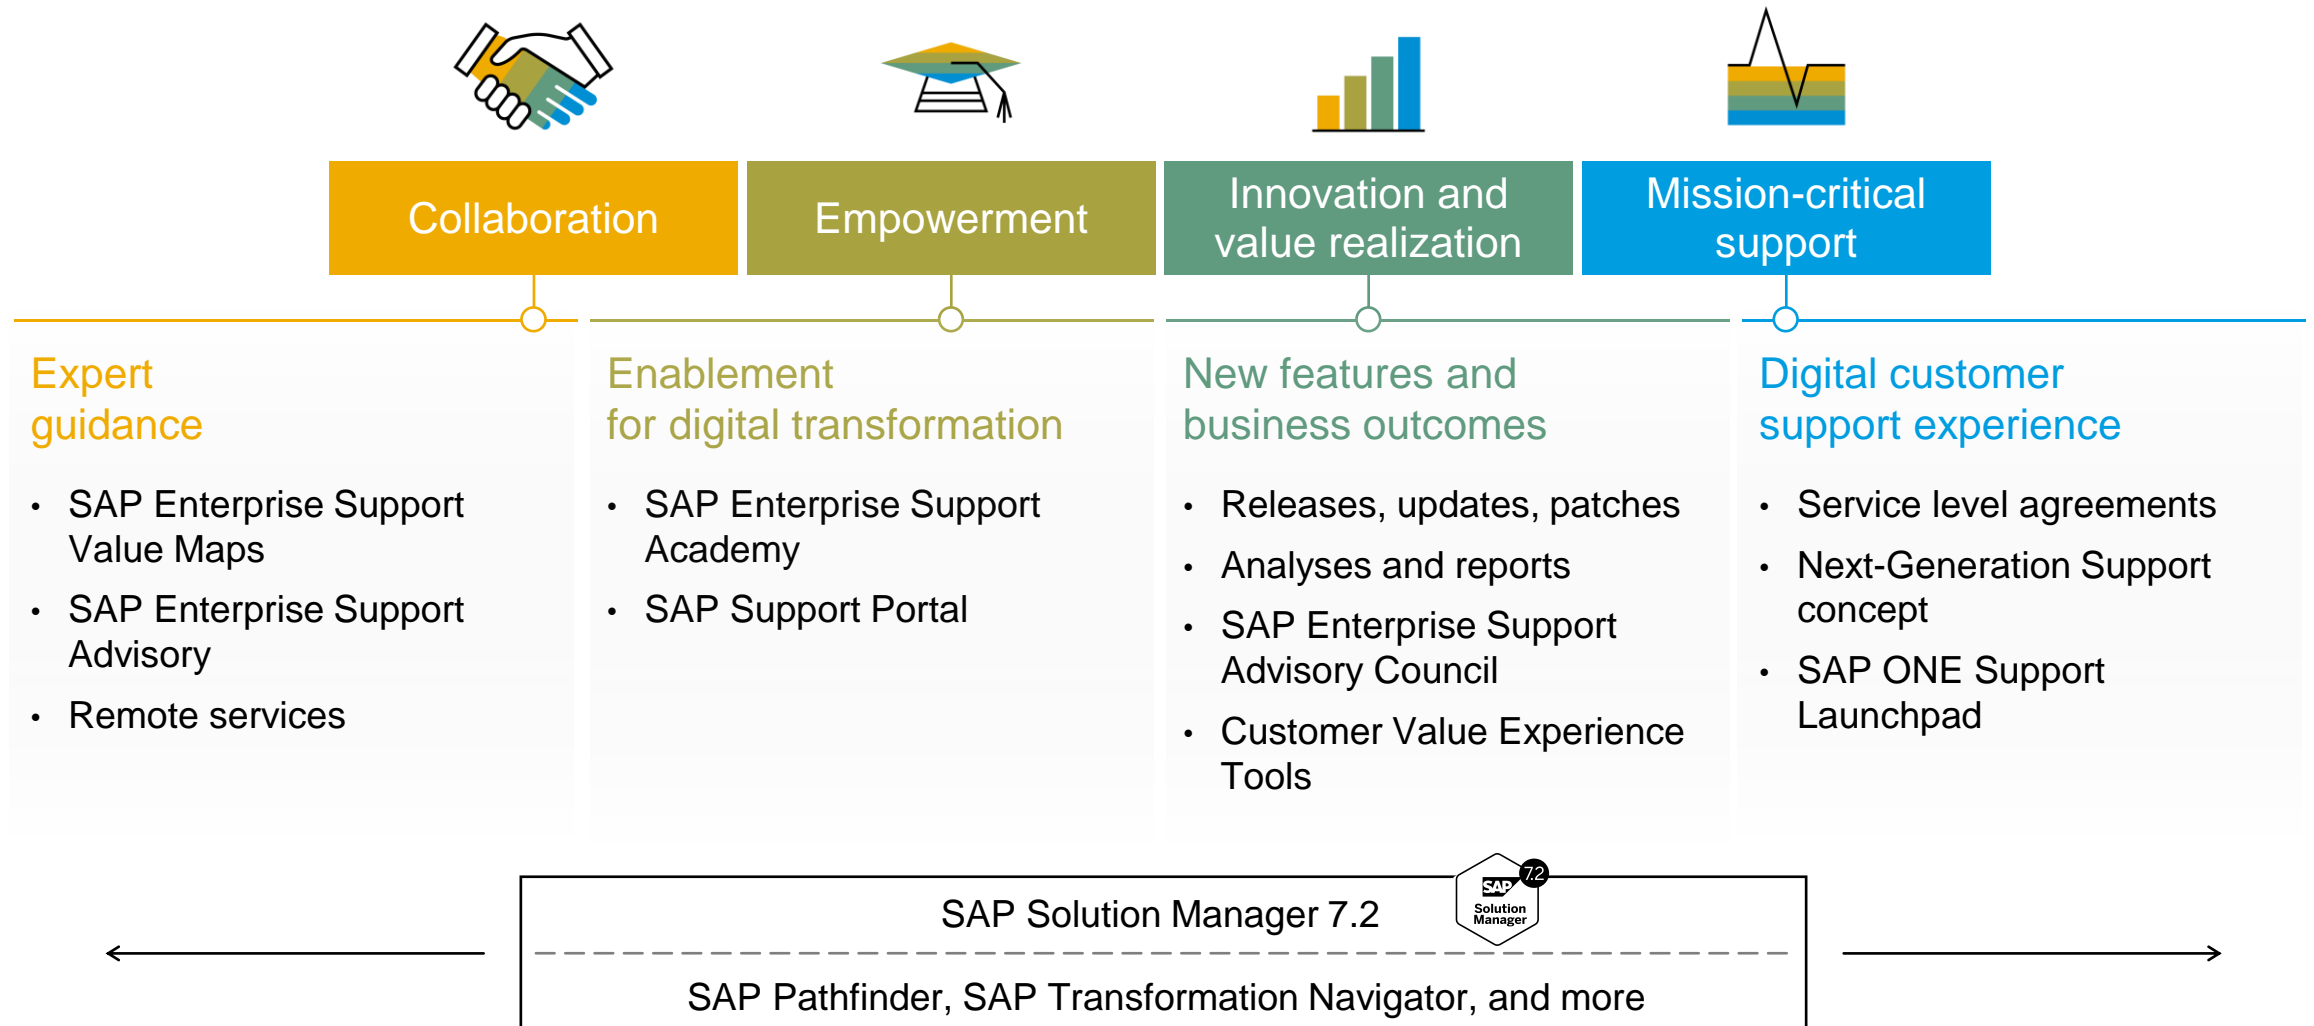 Collaboration
Empowerment
Innovation and
value realization
Mission-critical
support
Expert
guidance
• SAP Enterprise Support
Value Maps
• SAP Enterprise Support
Advisory
• Remote services
Enablement
for digital transformation
• SAP Enterprise Support
Academy
• SAP Support Portal
New features and
business outcomes
• Releases, updates, patches
• Analyses and reports
• SAP Enterprise Support
Advisory Council
• Customer Value Experience
Tools
Digital customer
support experience
• Service level agreements
• Next-Generation Support
concept
• SAP ONE Support
Launchpad
SAP Solution Manager 7.2
7.2
SAP
Solution
Manager
SAP Pathfinder, SAP Transformation Navigator, and more